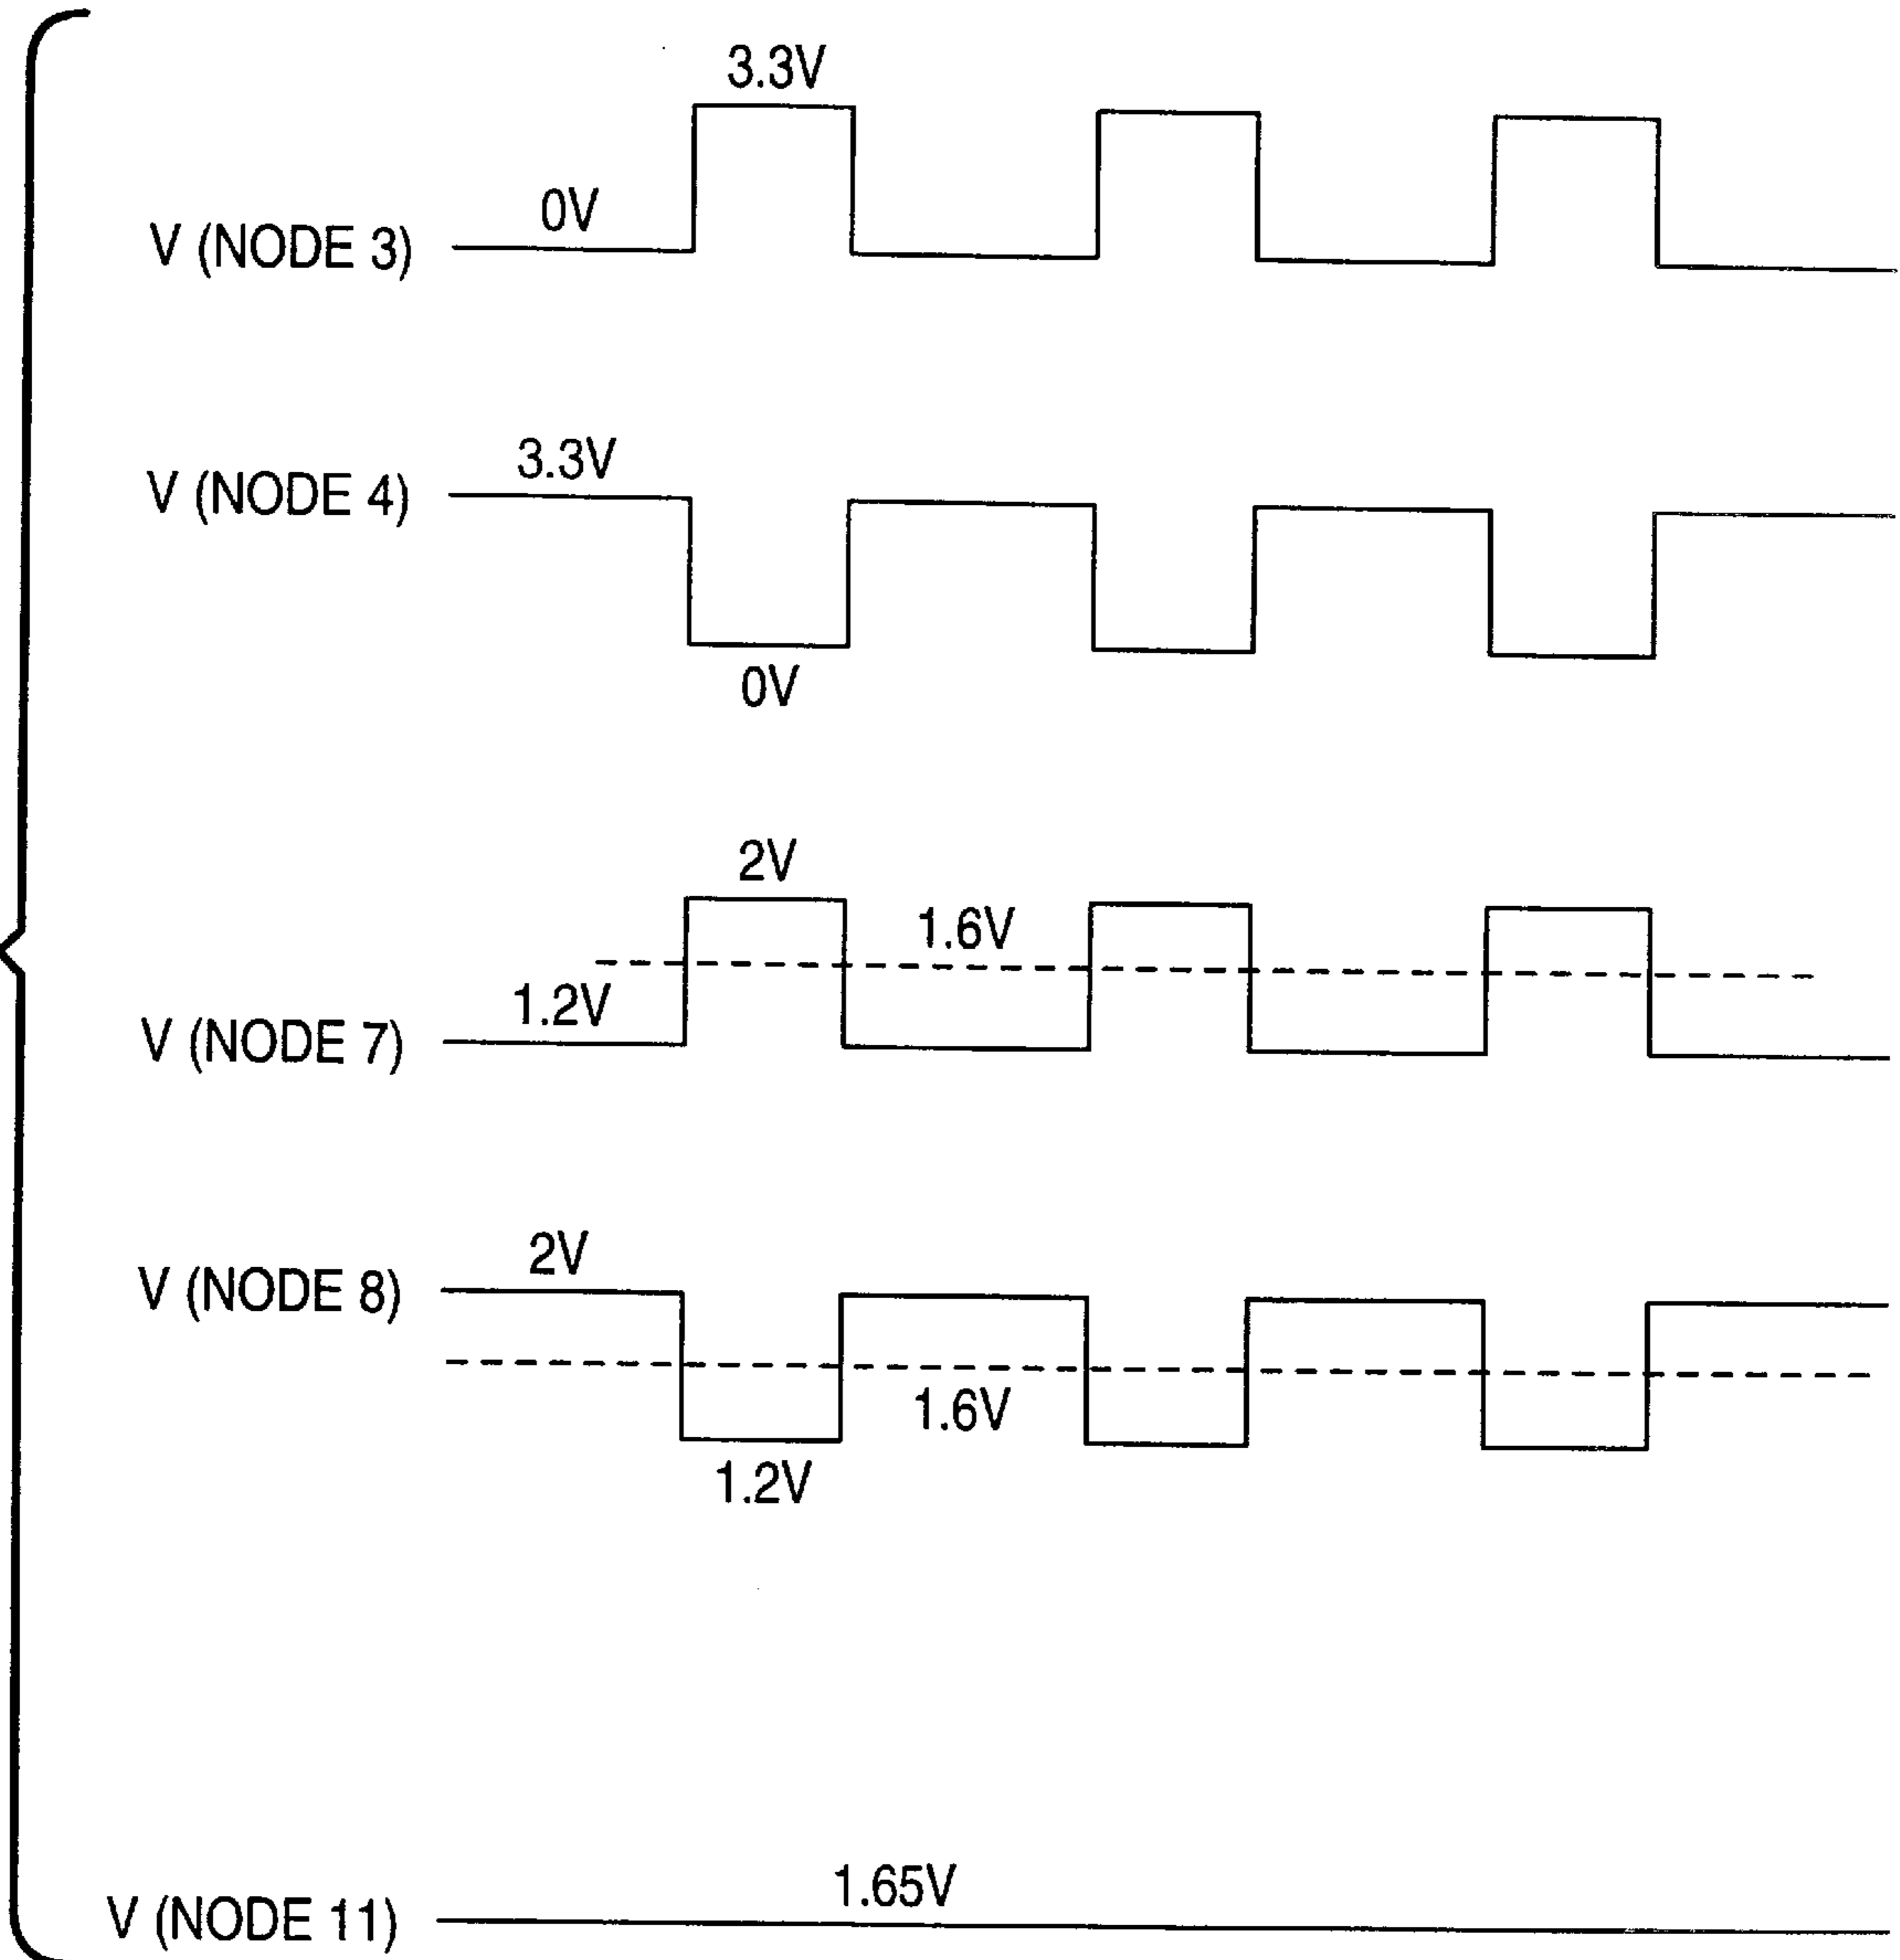 3.3V
0V
V (NODE 3)
3.3V
V (NODE 4)
0V
2V
1.6V
1.2V
V (NODE 7)
2V
V (NODE 8)
1.6V
1.2V
1.65V
V (NODE 11)